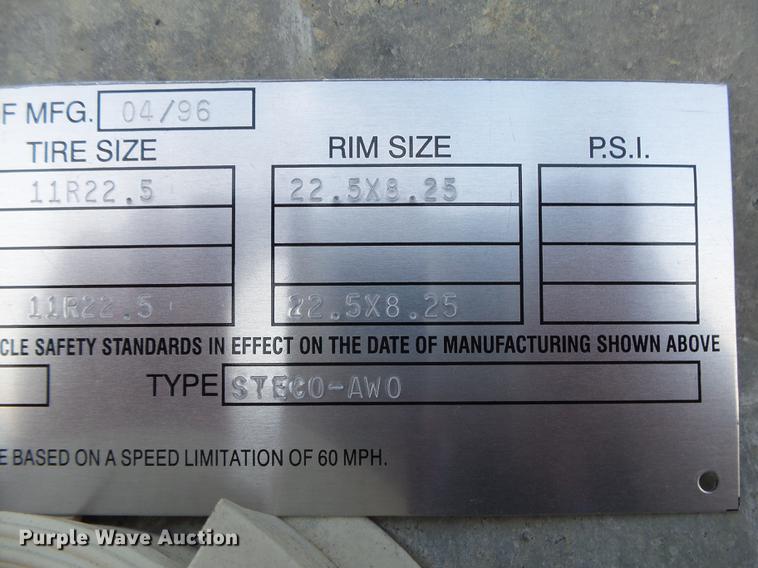 F MFG. 04/96
TIRE SIZE RIM SIZE P.S.I.
11R22.5 22.5X8.25
11R22.5 22.5X8.25
CLE SAFETY STANDARDS IN EFFECT ON THE DATE OF MANUFACTURING SHOWN ABOVE
TYPE STECO-AWO
E BASED ON A SPEED LIMITATION OF 60 MPH.
Purple Wave Auction